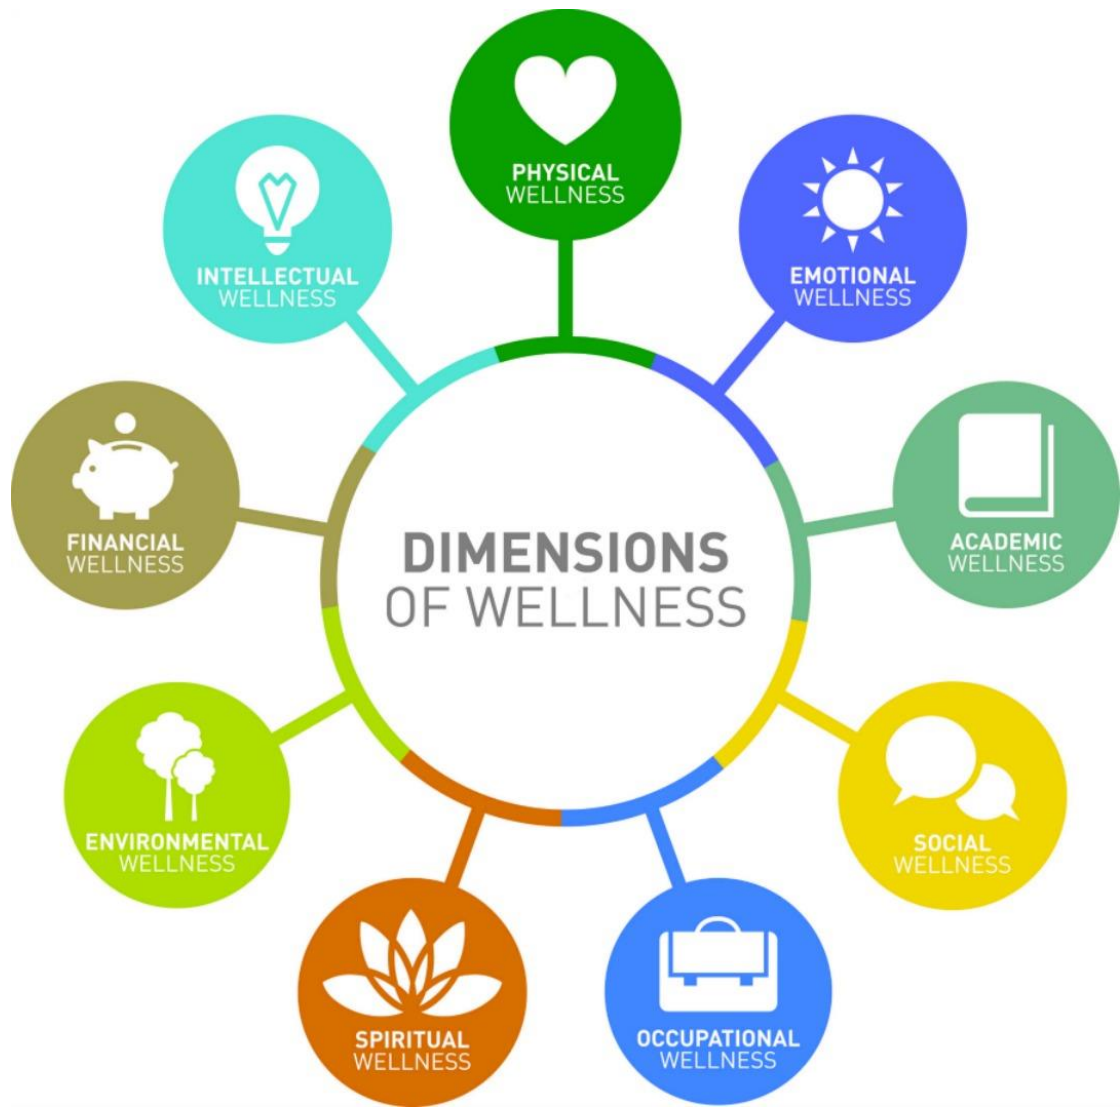 PHYSICAL
WELLNESS
EMOTIONAL
WELLNESS
ACADEMIC
WELLNESS
SOCIAL
WELLNESS
OCCUPATIONAL
WELLNESS
SPIRITUAL
WELLNESS
ENVIRONMENTAL
WELLNESS
FINANCIAL
WELLNESS
INTELLECTUAL
WELLNESS
DIMENSIONS
OF WELLNESS